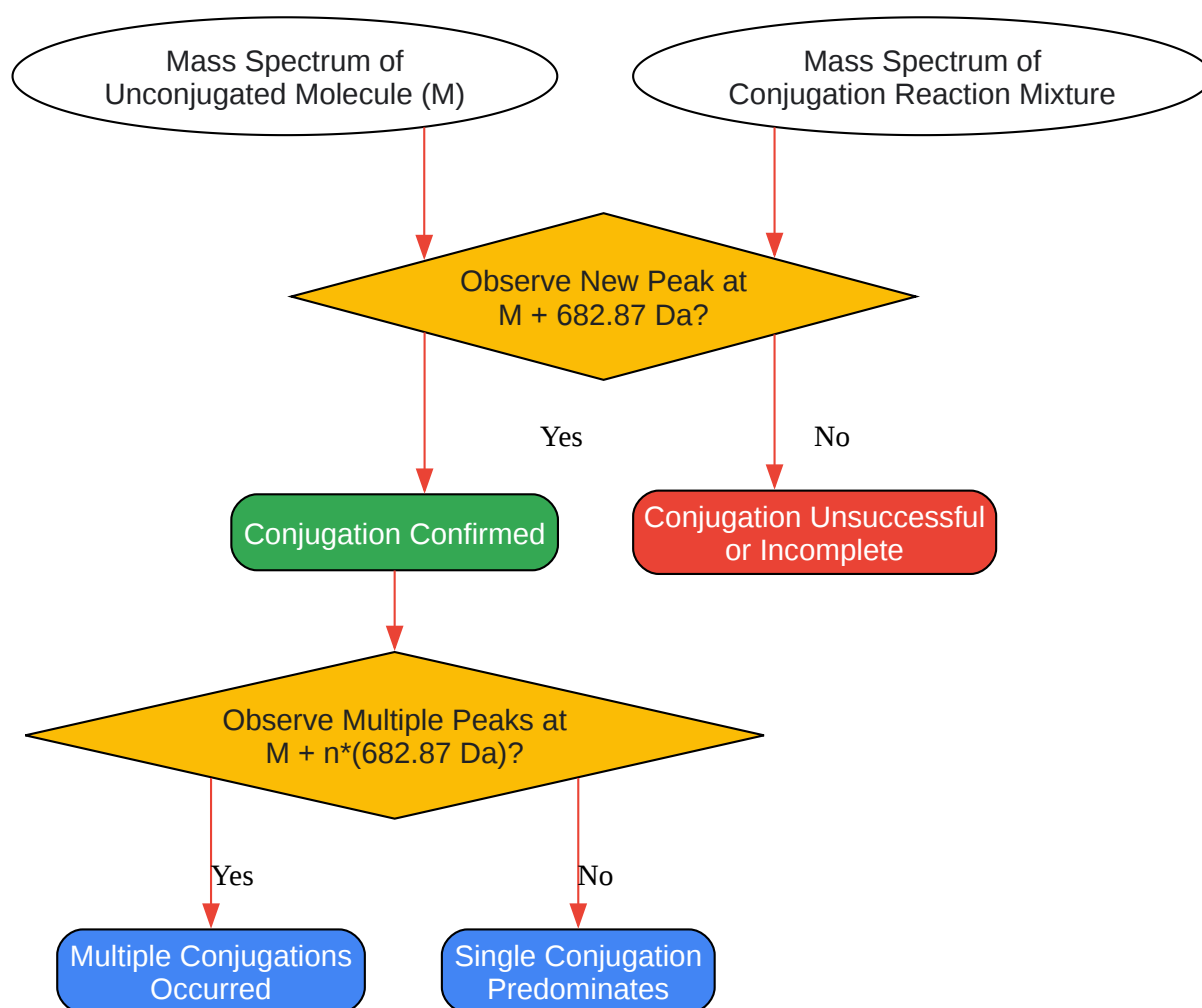 Mass Spectrum of
Unconjugated Molecule (M)
Mass Spectrum of
Conjugation Reaction Mixture
Observe New Peak at
M + 682.87 Da?
Yes
No
Conjugation Confirmed
Conjugation Unsuccessful
or Incomplete
Observe Multiple Peaks at
M + n*(682.87 Da)?
Yes
No
Multiple Conjugations
Occurred
Single Conjugation
Predominates